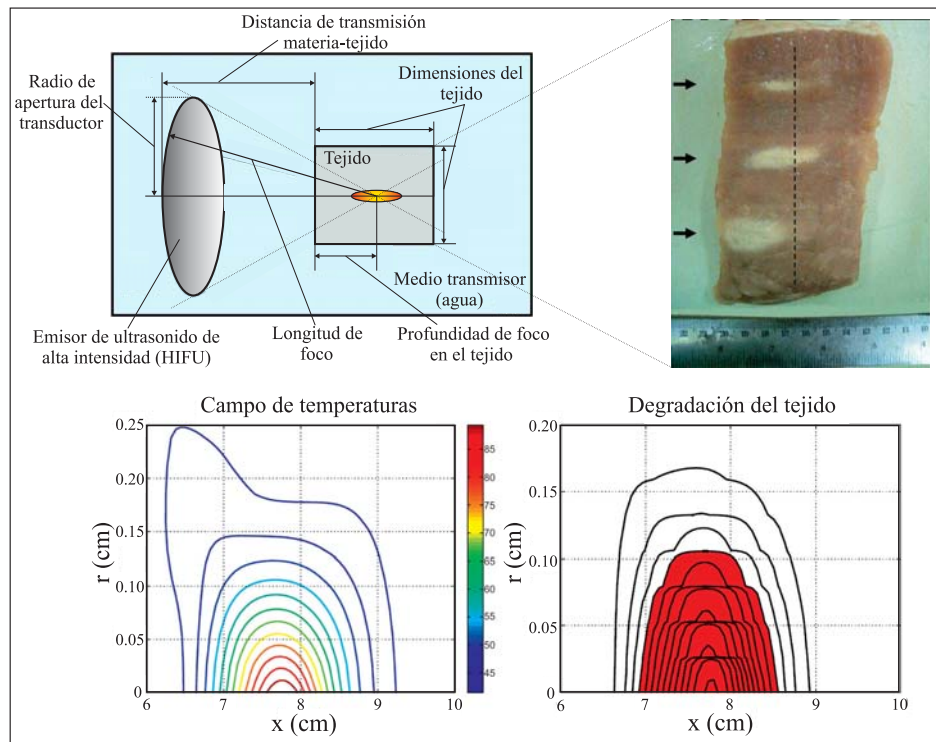 Distancia de transmisión
materia-tejido
Radio de
apertura del
transductor
Dimensiones del
tejido
Tejido
Medio transmisor
(agua)
Emisor de ultrasonido de
alta intensidad (HIFU)
Longitud de
foco
Profundidad de foco
en el tejido
Campo de temperaturas
0.25
0.20
0.15
0.10
0.05
0
r (cm)
6 7 8 9 10
x (cm)
85
80
75
70
65
60
55
50
45
Degradación del tejido
0.20
0.15
0.10
0.05
0
r (cm)
6 7 8 9 10
x (cm)